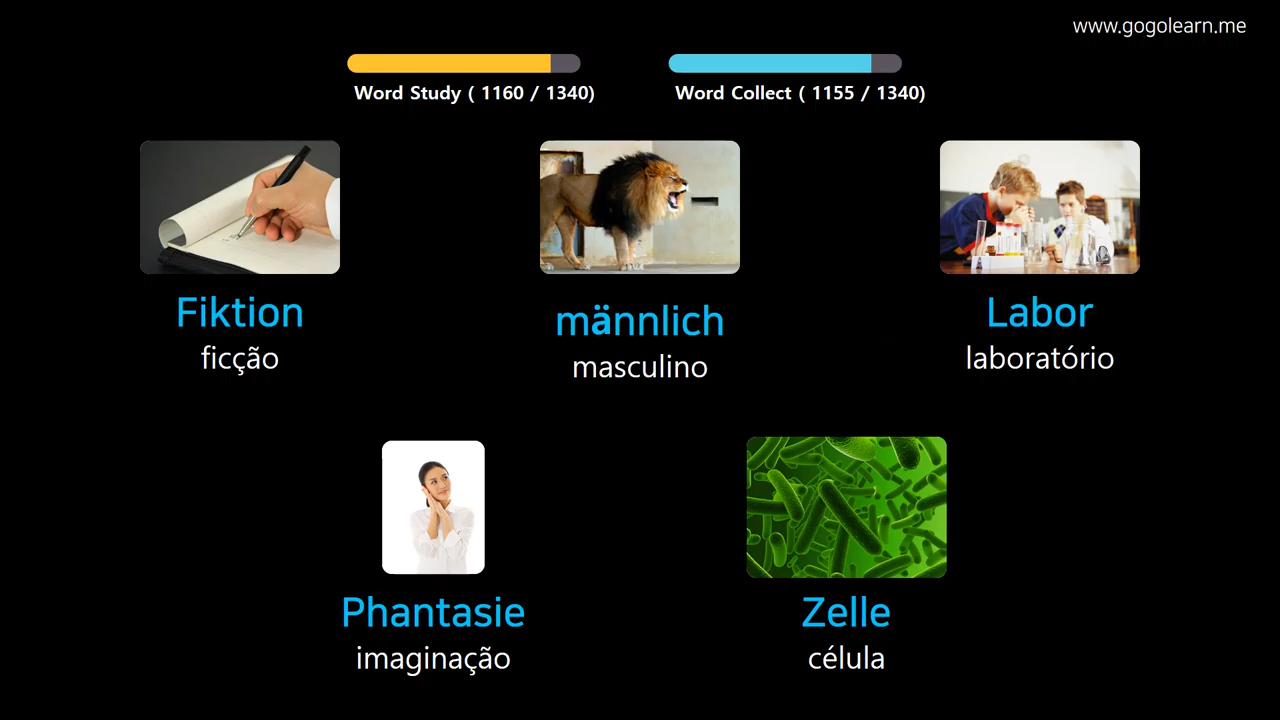 www.gogolearn.me
Word Study ( 1160 / 1340)
Word Collect ( 1155 / 1340)
Fiktion
ficção
männlich
masculino
Labor
laboratório
Phantasie
imaginação
Zelle
célula